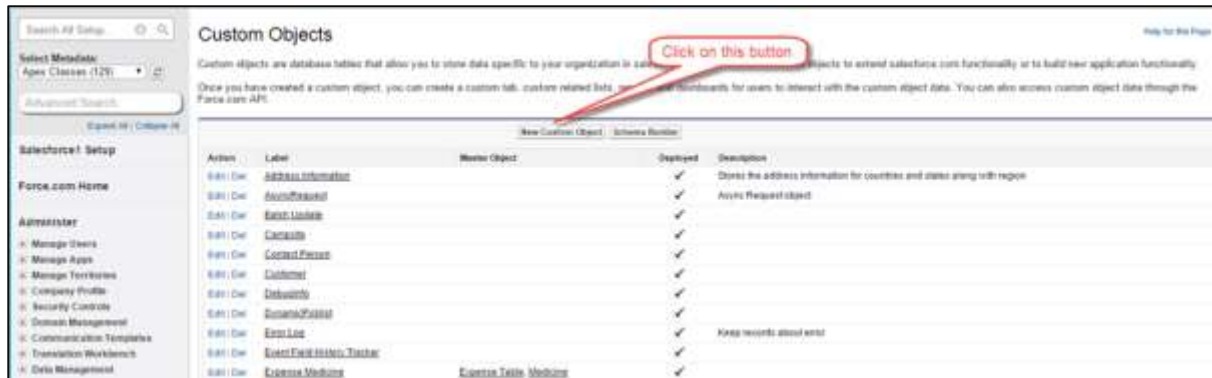 Search All Setup
Select Metadata:
Apex Classes (129)
Advanced Search
Expand All | Collapse All
Salesforce1 Setup
Force.com Home
Administer
Manage Users
Manage Apps
Manage Territories
Company Profile
Security Controls
Domain Management
Communication Templates
Translation Workbench
Data Management
Custom Objects
Help for this Page
Click on this button
Custom objects are database tables that allow you to store data specific to your organization in
objects to extend salesforce.com functionality or to build new application functionality.
Once you have created a custom object, you can create a custom tab, custom related lists,
dashboards for users to interact with the custom object data. You can also access custom object data through the
Force.com API.
New Custom Object
Schema Builder
Action Label Master Object Deployed Description
Edit | Del Address Information Stores the address information for countries and states along with region
Edit | Del AsyncRequest Async Request object
Edit | Del Batch Update
Edit | Del Campsite
Edit | Del Contact Person
Edit | Del Customer
Edit | Del DebugInfo
Edit | Del DynamicPicklist
Edit | Del Error Log Keep records about error
Edit | Del Event Field History Tracker
Edit | Del Expense Medicine Expense Table, Medicine